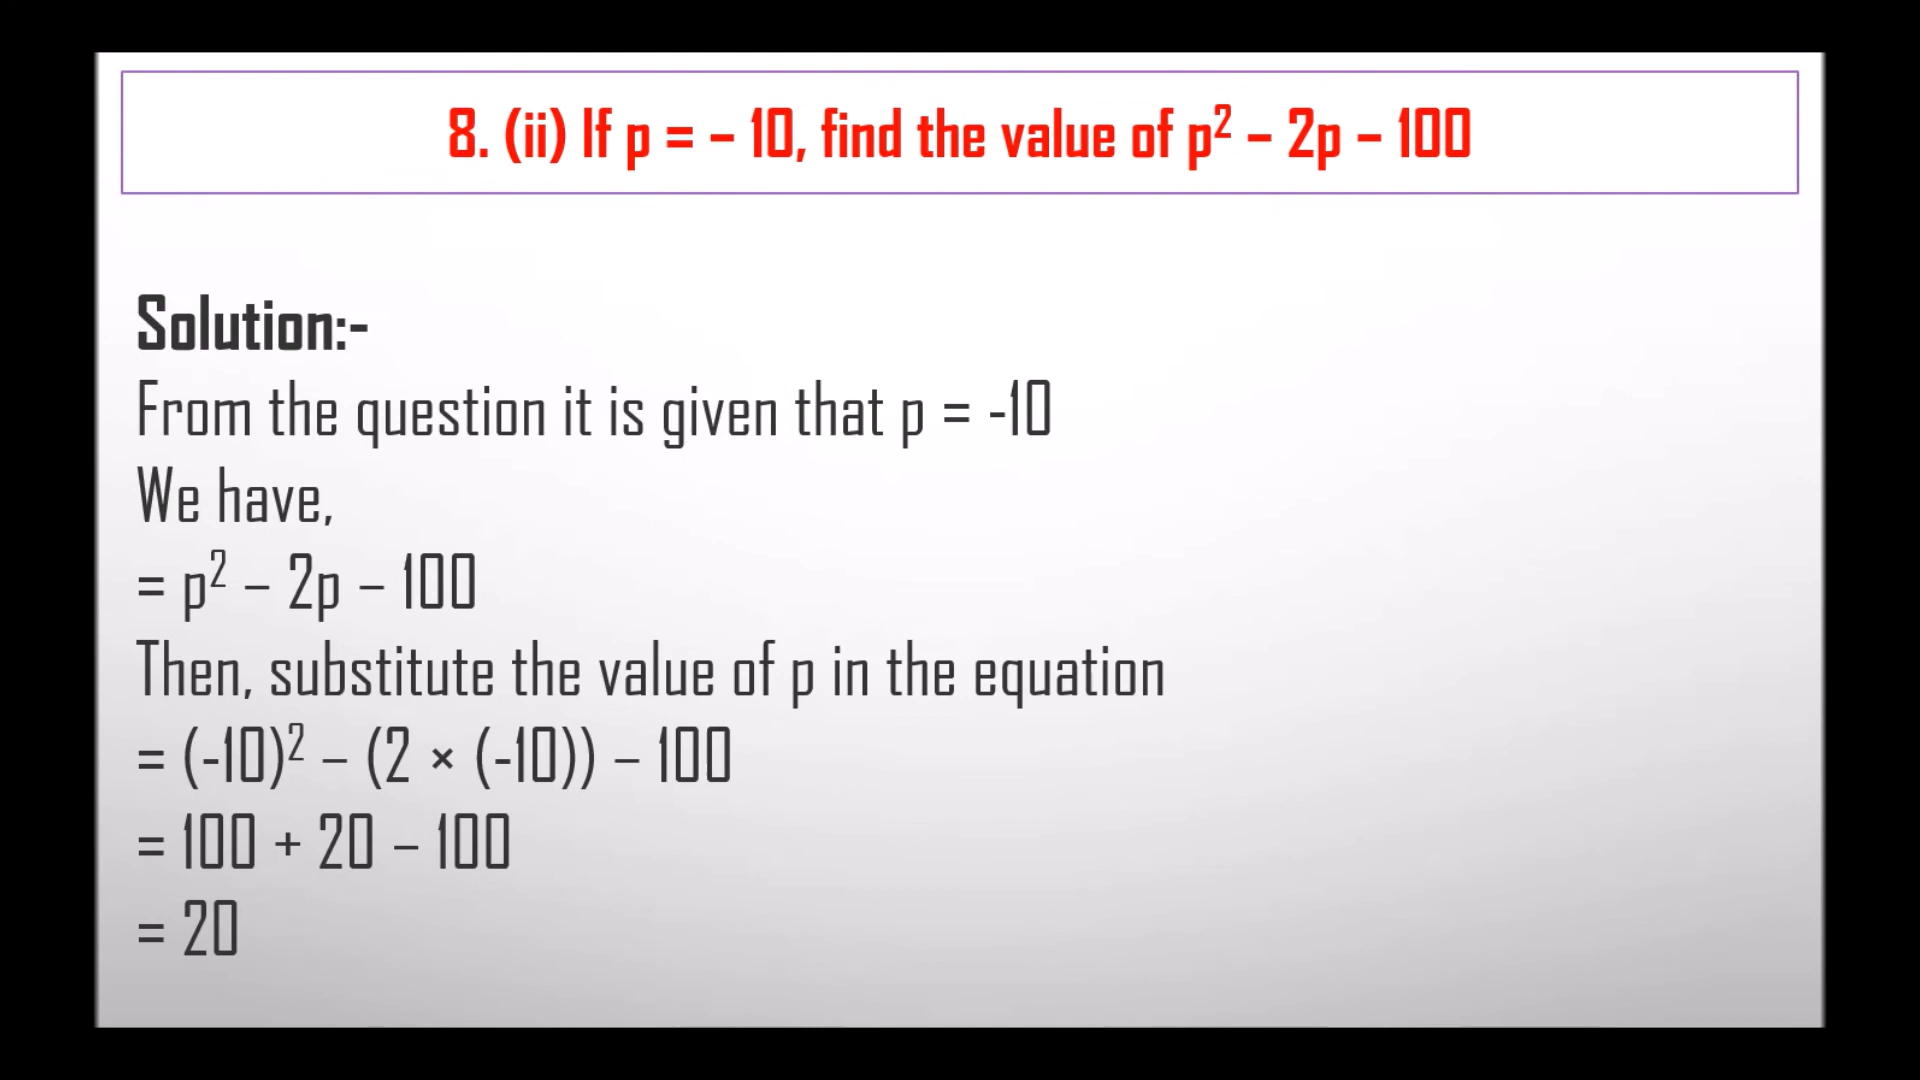 8. (ii) If p = – 10, find the value of p² – 2p – 100
Solution:-
From the question it is given that p = -10
We have,
= p² – 2p – 100
Then, substitute the value of p in the equation
= (-10)² – (2 × (-10)) – 100
= 100 + 20 – 100
= 20